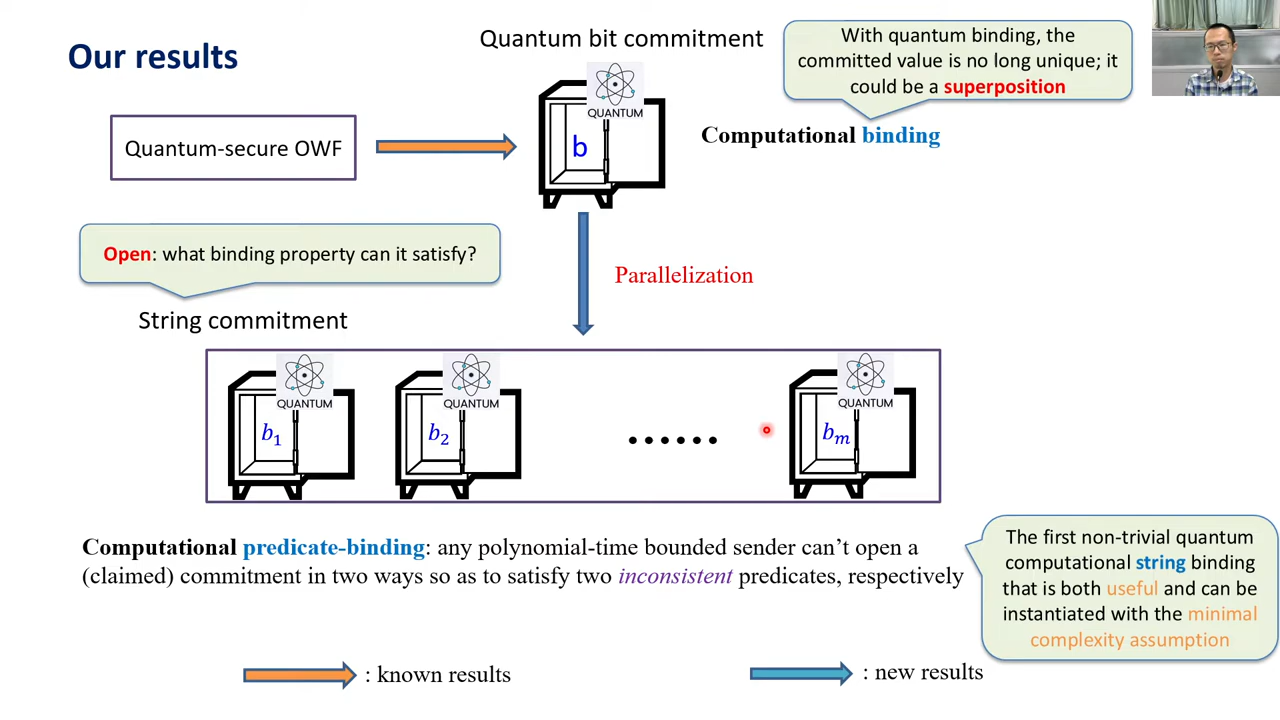 Our results
Quantum bit commitment
With quantum binding, the
committed value is no long unique; it
could be a superposition
QUANTUM
b
Computational binding
Quantum-secure OWF
Open: what binding property can it satisfy?
Parallelization
String commitment
QUANTUM
b₁
QUANTUM
b₂
......
QUANTUM
bₘ
Computational predicate-binding: any polynomial-time bounded sender can't open a
(claimed) commitment in two ways so as to satisfy two inconsistent predicates, respectively
The first non-trivial quantum
computational string binding
that is both useful and can be
instantiated with the minimal
complexity assumption
: known results
: new results